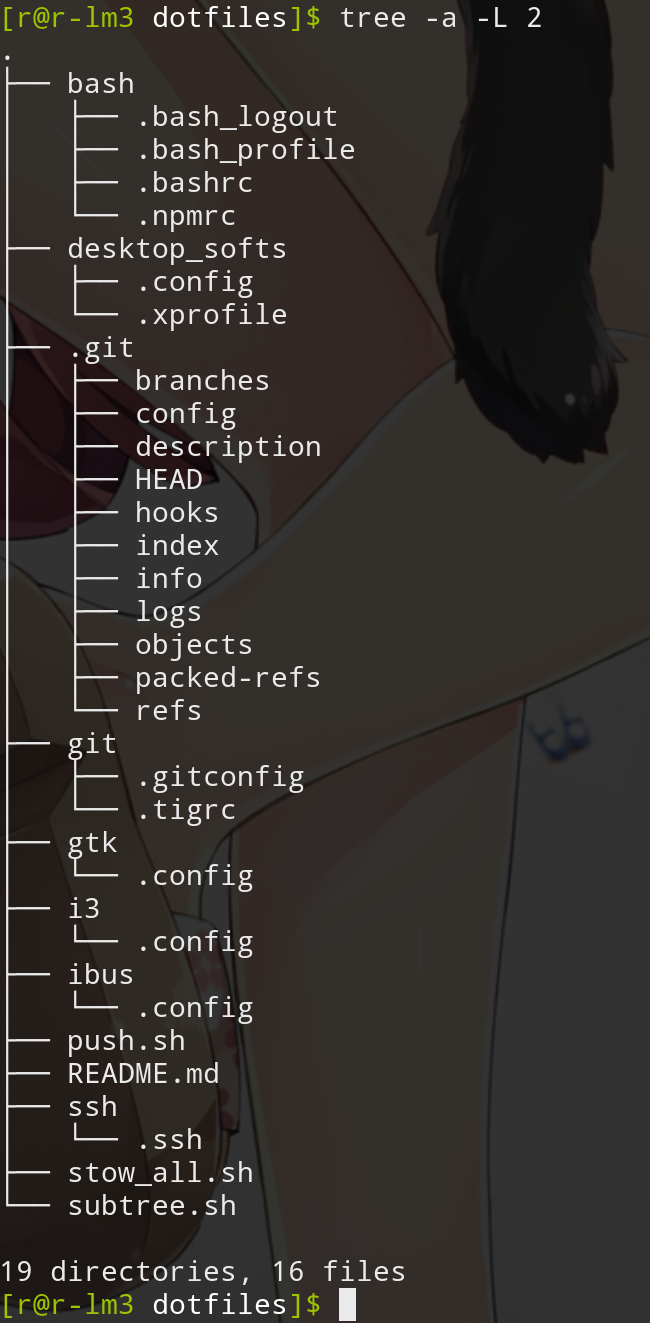 [r@r-lm3 dotfiles]$ tree -a -L 2
.
├── bash
│   ├── .bash_logout
│   ├── .bash_profile
│   ├── .bashrc
│   └── .npmrc
├── desktop_softs
│   ├── .config
│   └── .xprofile
├── .git
│   ├── branches
│   ├── config
│   ├── description
│   ├── HEAD
│   ├── hooks
│   ├── index
│   ├── info
│   ├── logs
│   ├── objects
│   ├── packed-refs
│   └── refs
├── git
│   ├── .gitconfig
│   └── .tigrc
├── gtk
│   └── .config
├── i3
│   └── .config
├── ibus
│   └── .config
├── push.sh
├── README.md
├── ssh
│   └── .ssh
├── stow_all.sh
└── subtree.sh

19 directories, 16 files
[r@r-lm3 dotfiles]$